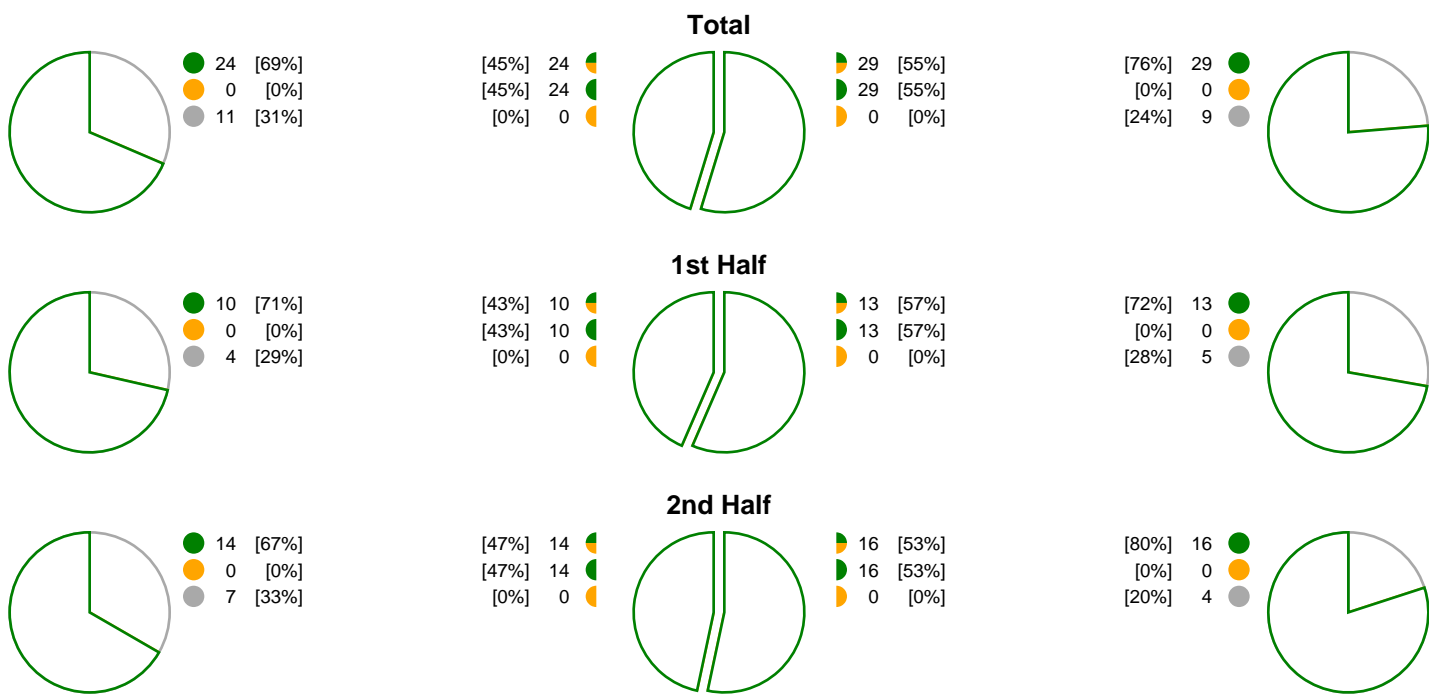 Total
24 [69%] [45%] 24 29 [55%] [76%] 29
0 [0%] [45%] 24 29 [55%] [0%] 0
11 [31%] [0%] 0 0 [0%] [24%] 9
1st Half
10 [71%] [43%] 10 13 [57%] [72%] 13
0 [0%] [43%] 10 13 [57%] [0%] 0
4 [29%] [0%] 0 0 [0%] [28%] 5
2nd Half
14 [67%] [47%] 14 16 [53%] [80%] 16
0 [0%] [47%] 14 16 [53%] [0%] 0
7 [33%] [0%] 0 0 [0%] [20%] 4